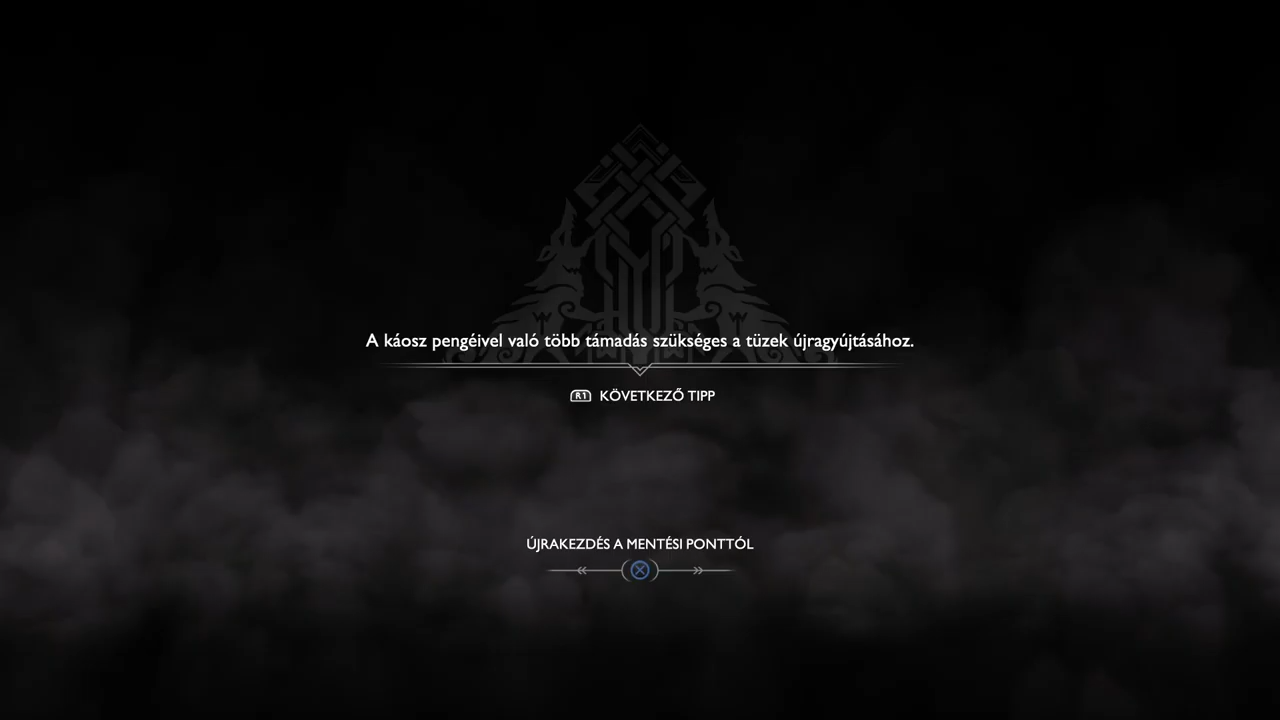 A káosz pengéivel való több támadás szükséges a tüzek újragyújtásához.
R1 KÖVETKEZŐ TIPP
ÚJRAKEZDÉS A MENTÉSI PONTTÓL